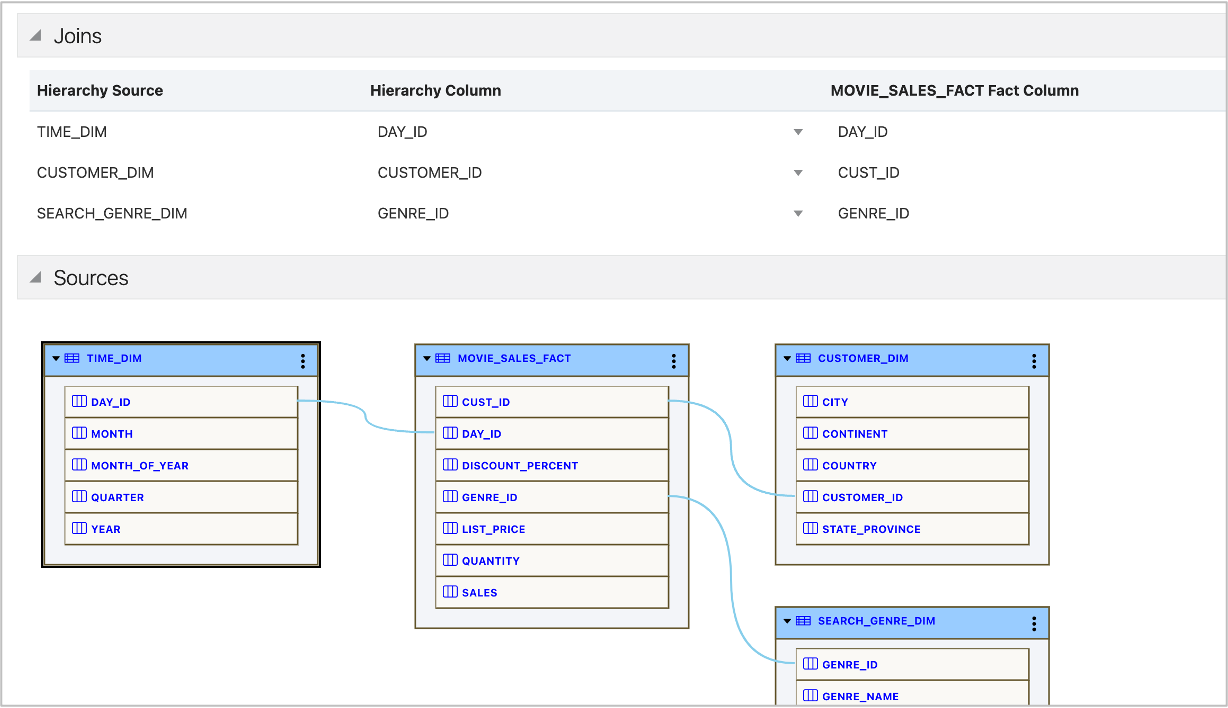 Joins
Hierarchy Source Hierarchy Column MOVIE_SALES_FACT Fact Column
TIME_DIM DAY_ID DAY_ID
CUSTOMER_DIM CUSTOMER_ID CUST_ID
SEARCH_GENRE_DIM GENRE_ID GENRE_ID
Sources
TIME_DIM
DAY_ID
MONTH
MONTH_OF_YEAR
QUARTER
YEAR
MOVIE_SALES_FACT
CUST_ID
DAY_ID
DISCOUNT_PERCENT
GENRE_ID
LIST_PRICE
QUANTITY
SALES
CUSTOMER_DIM
CITY
CONTINENT
COUNTRY
CUSTOMER_ID
STATE_PROVINCE
SEARCH_GENRE_DIM
GENRE_ID
GENRE_NAME